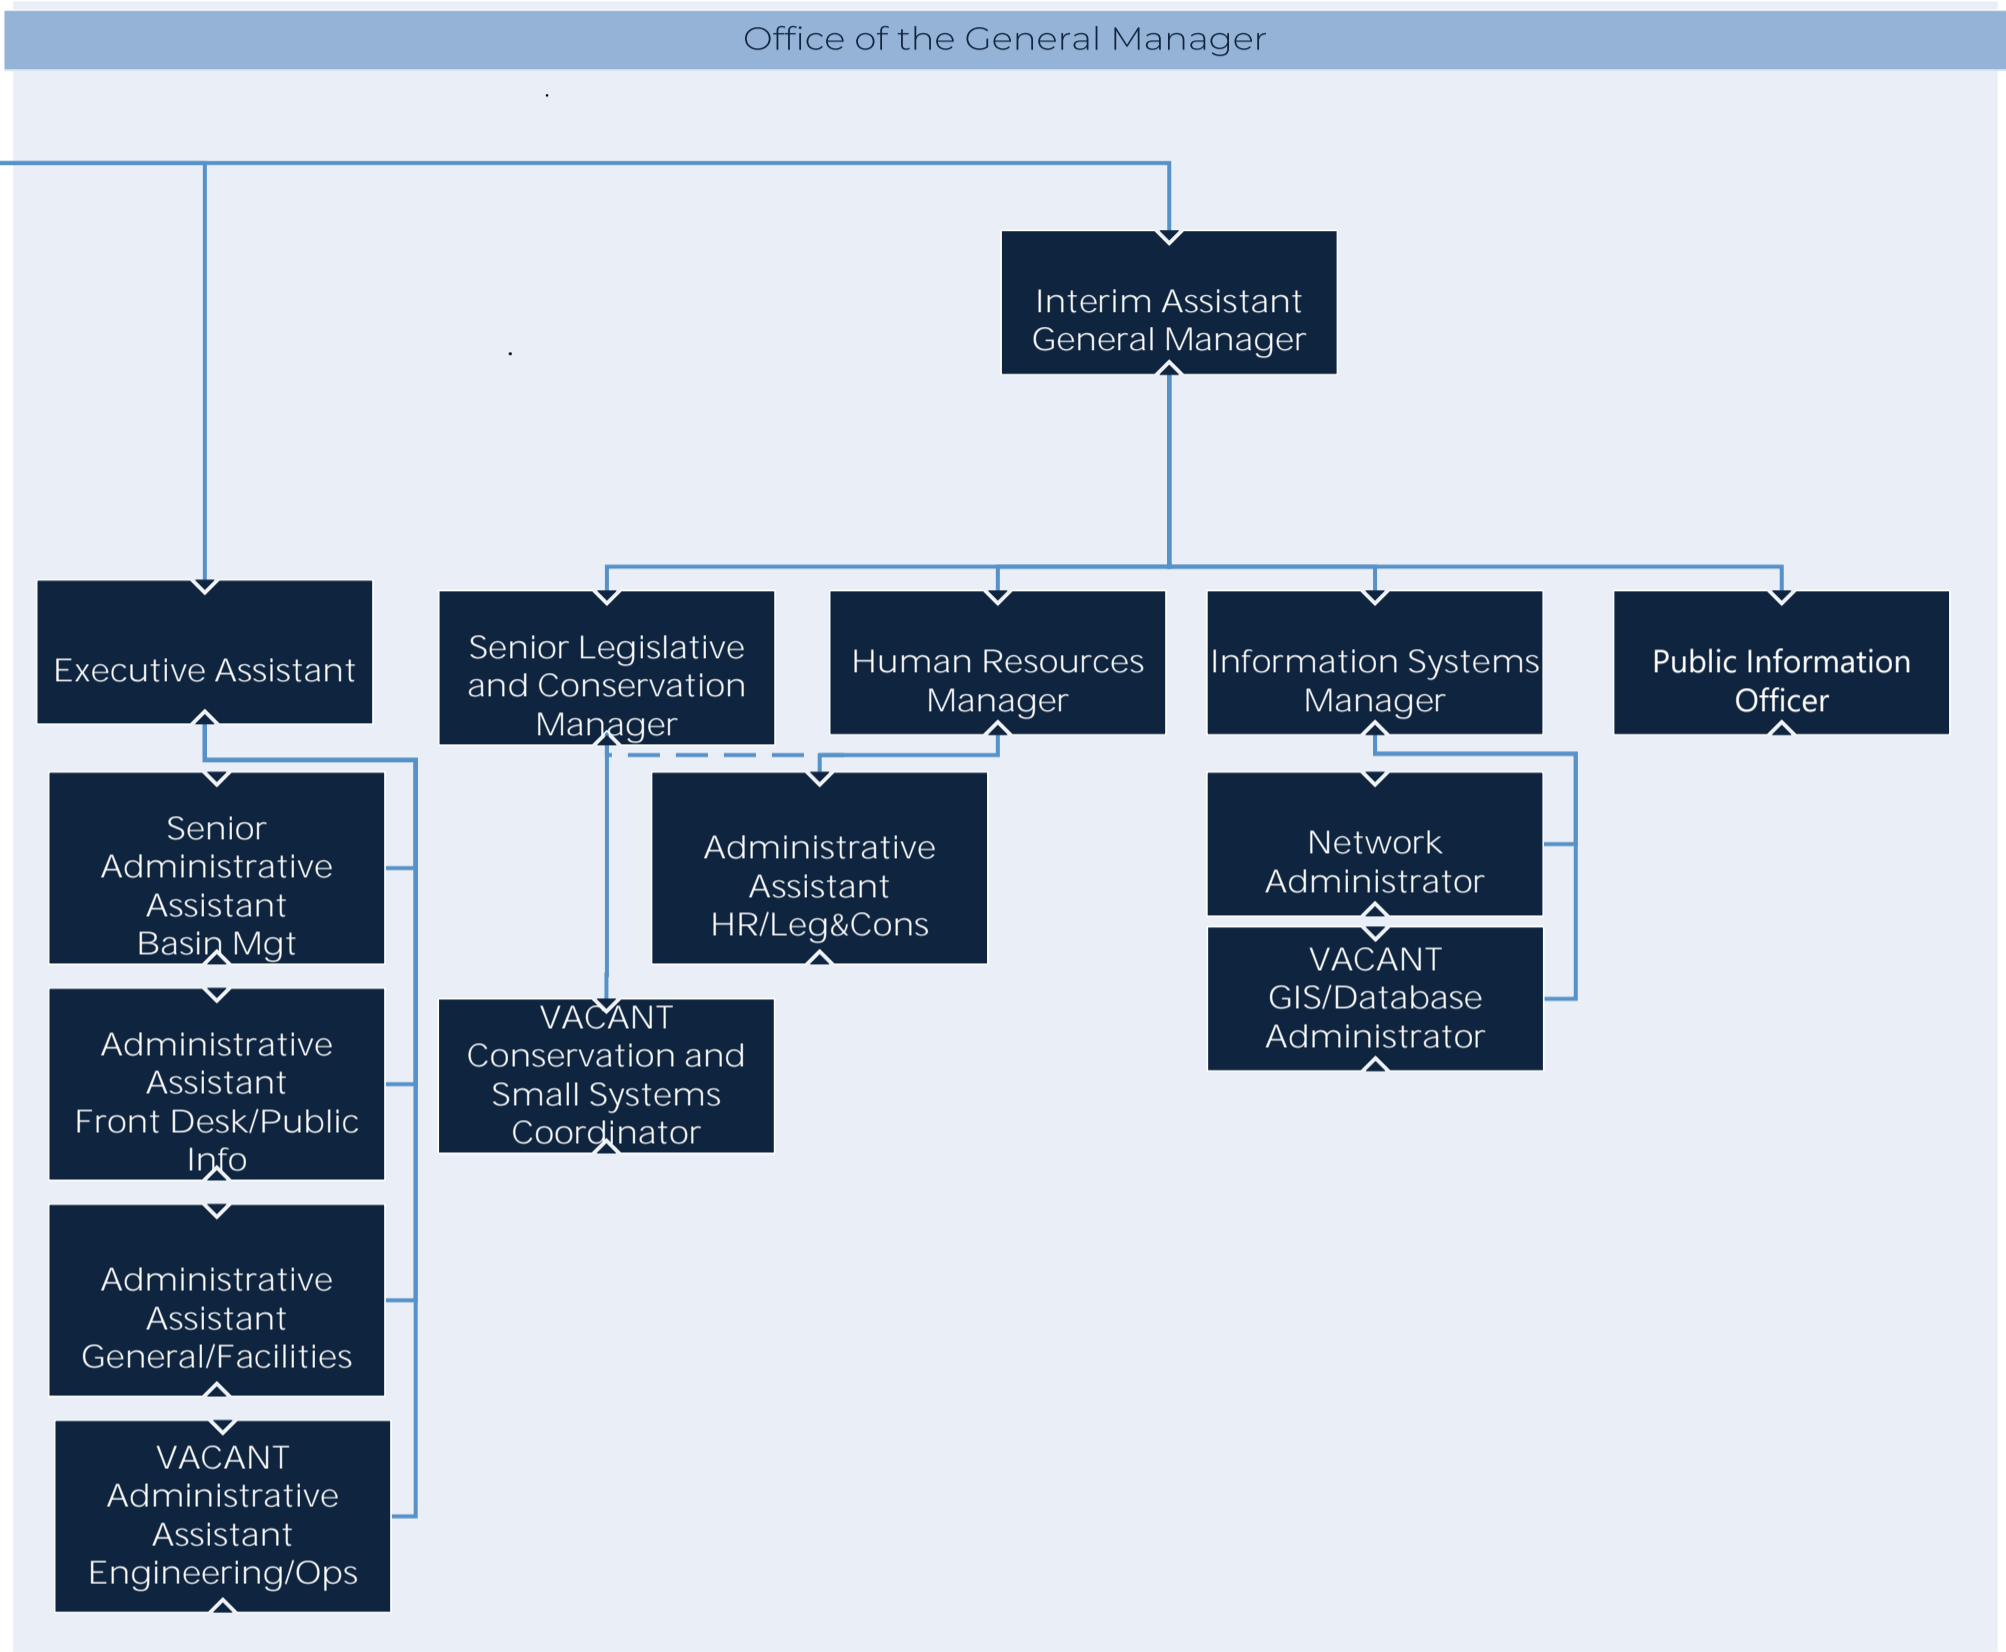 Office of the General Manager
Interim Assistant
General Manager
Executive Assistant
Senior Legislative
and Conservation
Manager
Human Resources
Manager
Information Systems
Manager
Public Information
Officer
Senior
Administrative
Assistant
Basin Mgt
Administrative
Assistant
HR/Leg&Cons
Network
Administrator
VACANT
GIS/Database
Administrator
Administrative
Assistant
Front Desk/Public
Info
VACANT
Conservation and
Small Systems
Coordinator
Administrative
Assistant
General/Facilities
VACANT
Administrative
Assistant
Engineering/Ops